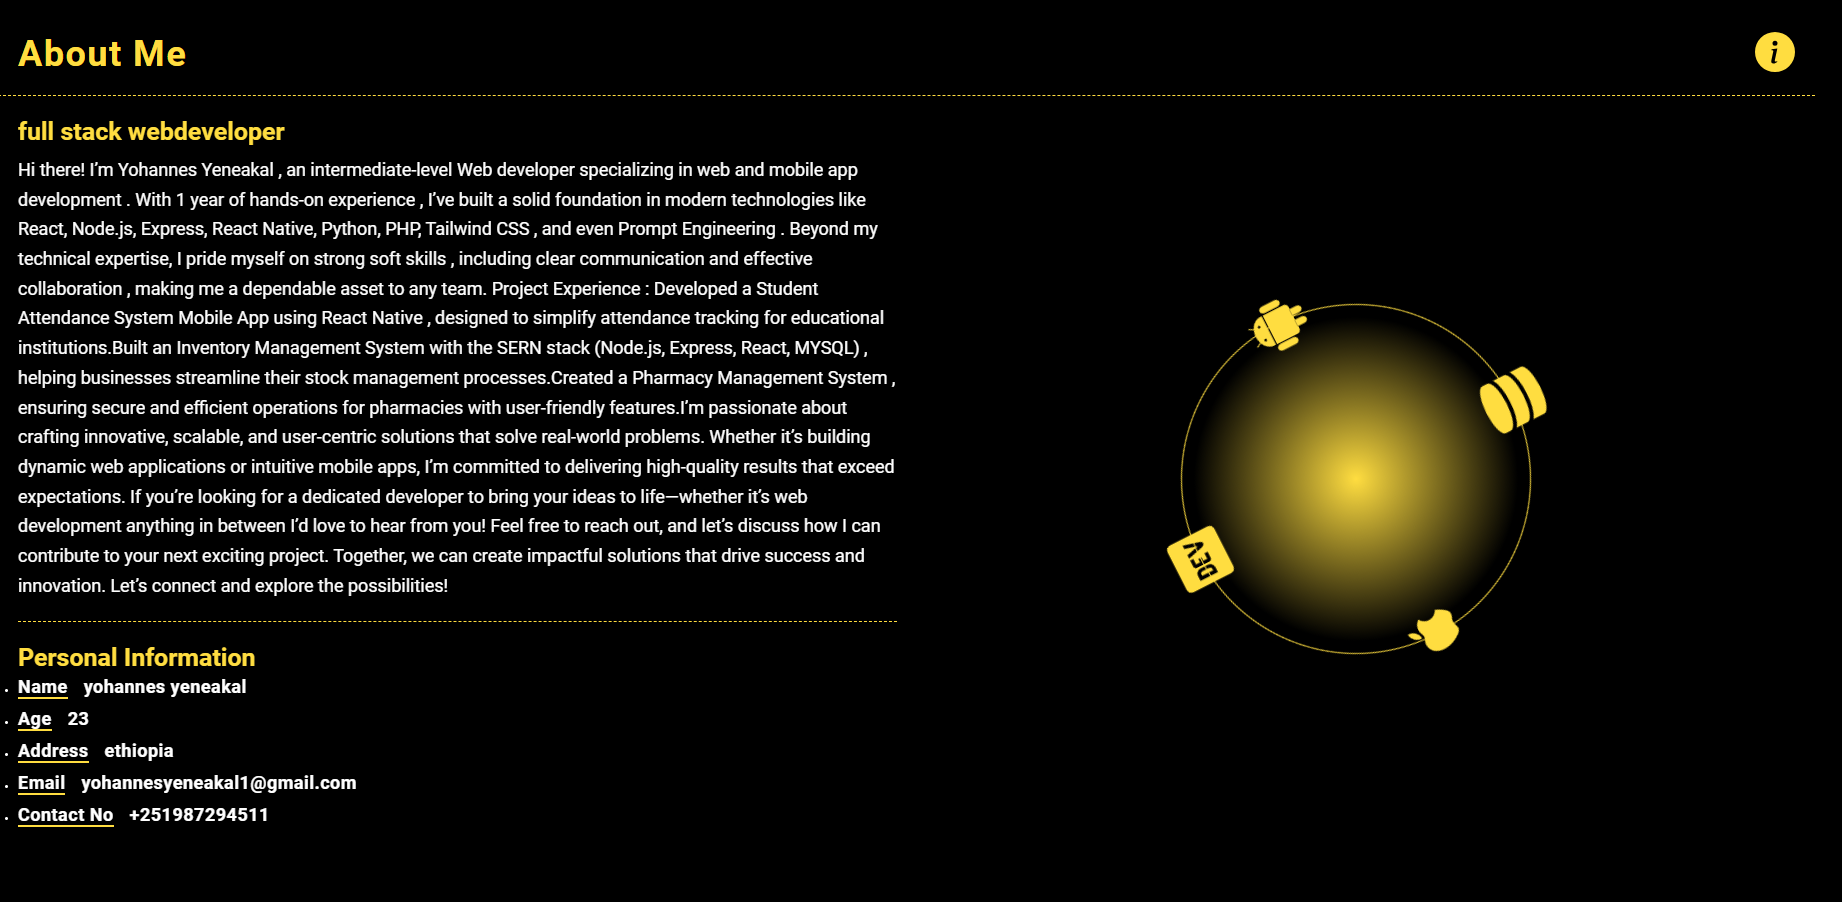 About Me
i
full stack webdeveloper
Hi there! I’m Yohannes Yeneakal , an intermediate-level Web developer specializing in web and mobile app
development . With 1 year of hands-on experience , I’ve built a solid foundation in modern technologies like
React, Node.js, Express, React Native, Python, PHP, Tailwind CSS , and even Prompt Engineering . Beyond my
technical expertise, I pride myself on strong soft skills , including clear communication and effective
collaboration , making me a dependable asset to any team. Project Experience : Developed a Student
Attendance System Mobile App using React Native , designed to simplify attendance tracking for educational
institutions.Built an Inventory Management System with the SERN stack (Node.js, Express, React, MYSQL) ,
helping businesses streamline their stock management processes.Created a Pharmacy Management System ,
ensuring secure and efficient operations for pharmacies with user-friendly features.I’m passionate about
crafting innovative, scalable, and user-centric solutions that solve real-world problems. Whether it’s building
dynamic web applications or intuitive mobile apps, I’m committed to delivering high-quality results that exceed
expectations. If you’re looking for a dedicated developer to bring your ideas to life—whether it’s web
development anything in between I’d love to hear from you! Feel free to reach out, and let’s discuss how I can
contribute to your next exciting project. Together, we can create impactful solutions that drive success and
innovation. Let’s connect and explore the possibilities!
DEV
Personal Information
Name yohannes yeneakal
Age 23
Address ethiopia
Email yohannesyeneakal1@gmail.com
Contact No +251987294511